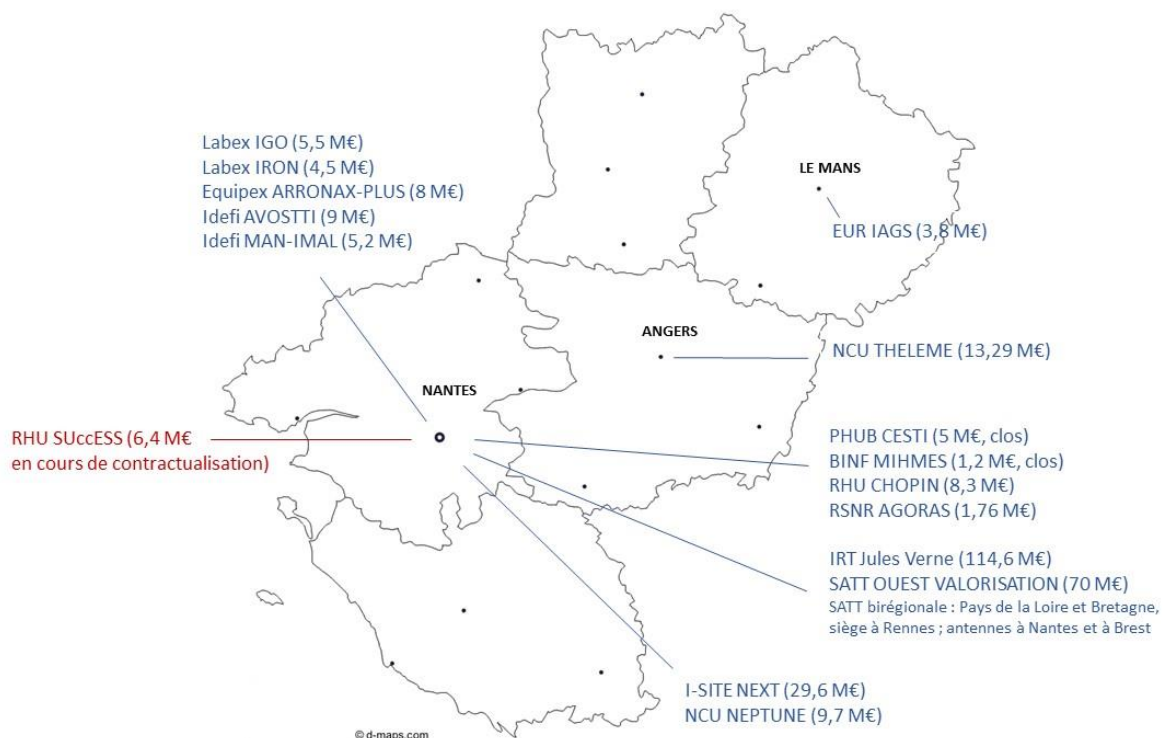 Labex IGO (5,5 M€)
Labex IRON (4,5 M€)
Equipex ARRONAX-PLUS (8 M€)
Idefi AVOSTTI (9 M€)
Idefi MAN-IMAL (5,2 M€)
LE MANS
EUR IAGS (3,8 M€)
ANGERS
NCU THELEME (13,29 M€)
NANTES
RHU SUccESS (6,4 M€
en cours de contractualisation)
PHUB CESTI (5 M€, clos)
BINF MIHMES (1,2 M€, clos)
RHU CHOPIN (8,3 M€)
RSNR AGORAS (1,76 M€)
IRT Jules Verne (114,6 M€)
SATT OUEST VALORISATION (70 M€)
SATT birégionale : Pays de la Loire et Bretagne,
siège à Rennes ; antennes à Nantes et à Brest
I-SITE NEXT (29,6 M€)
NCU NEPTUNE (9,7 M€)
© d-maps.com